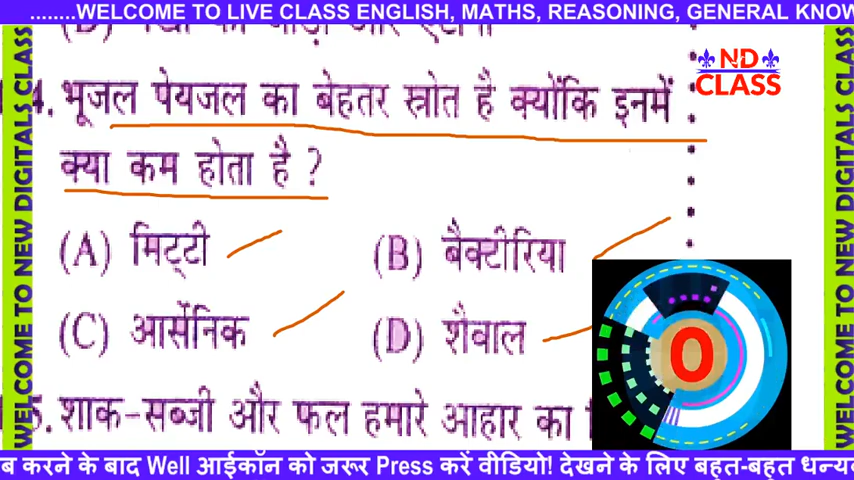 ........WELCOME TO LIVE CLASS ENGLISH, MATHS, REASONING, GENERAL KNOW
ND
CLASS
4. भूजल पेयजल का बेहतर स्रोत है क्योंकि इनमें
क्या कम होता है ?
(A) मिट्टी (B) बैक्टीरिया
(C) आर्सेनिक (D) शैवाल
5. शाक-सब्जी और फल हमारे आहार का
0
WELCOME TO NEW DIGITALS CLASS
WELCOME TO NEW DIGITALS CLASS
ब करने के बाद Well आईकॉन को जरूर Press करें वीडियो! देखने के लिए बहुत-बहुत धन्य